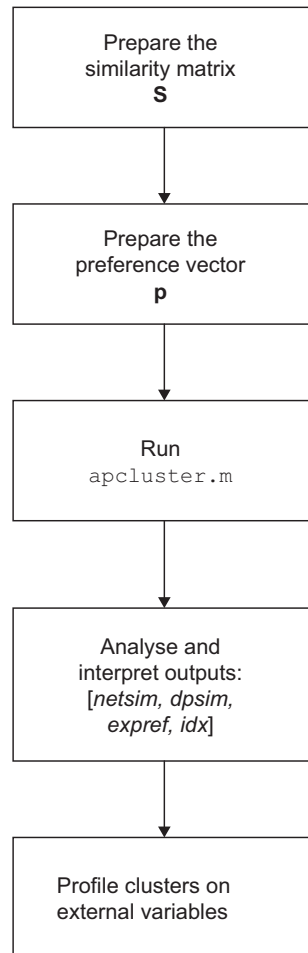 Prepare the
similarity matrix
S
Prepare the
preference vector
p
Run
apcluster.m
Analyse and
interpret outputs:
[netsim, dpsim,
expref, idx]
Profile clusters on
external variables